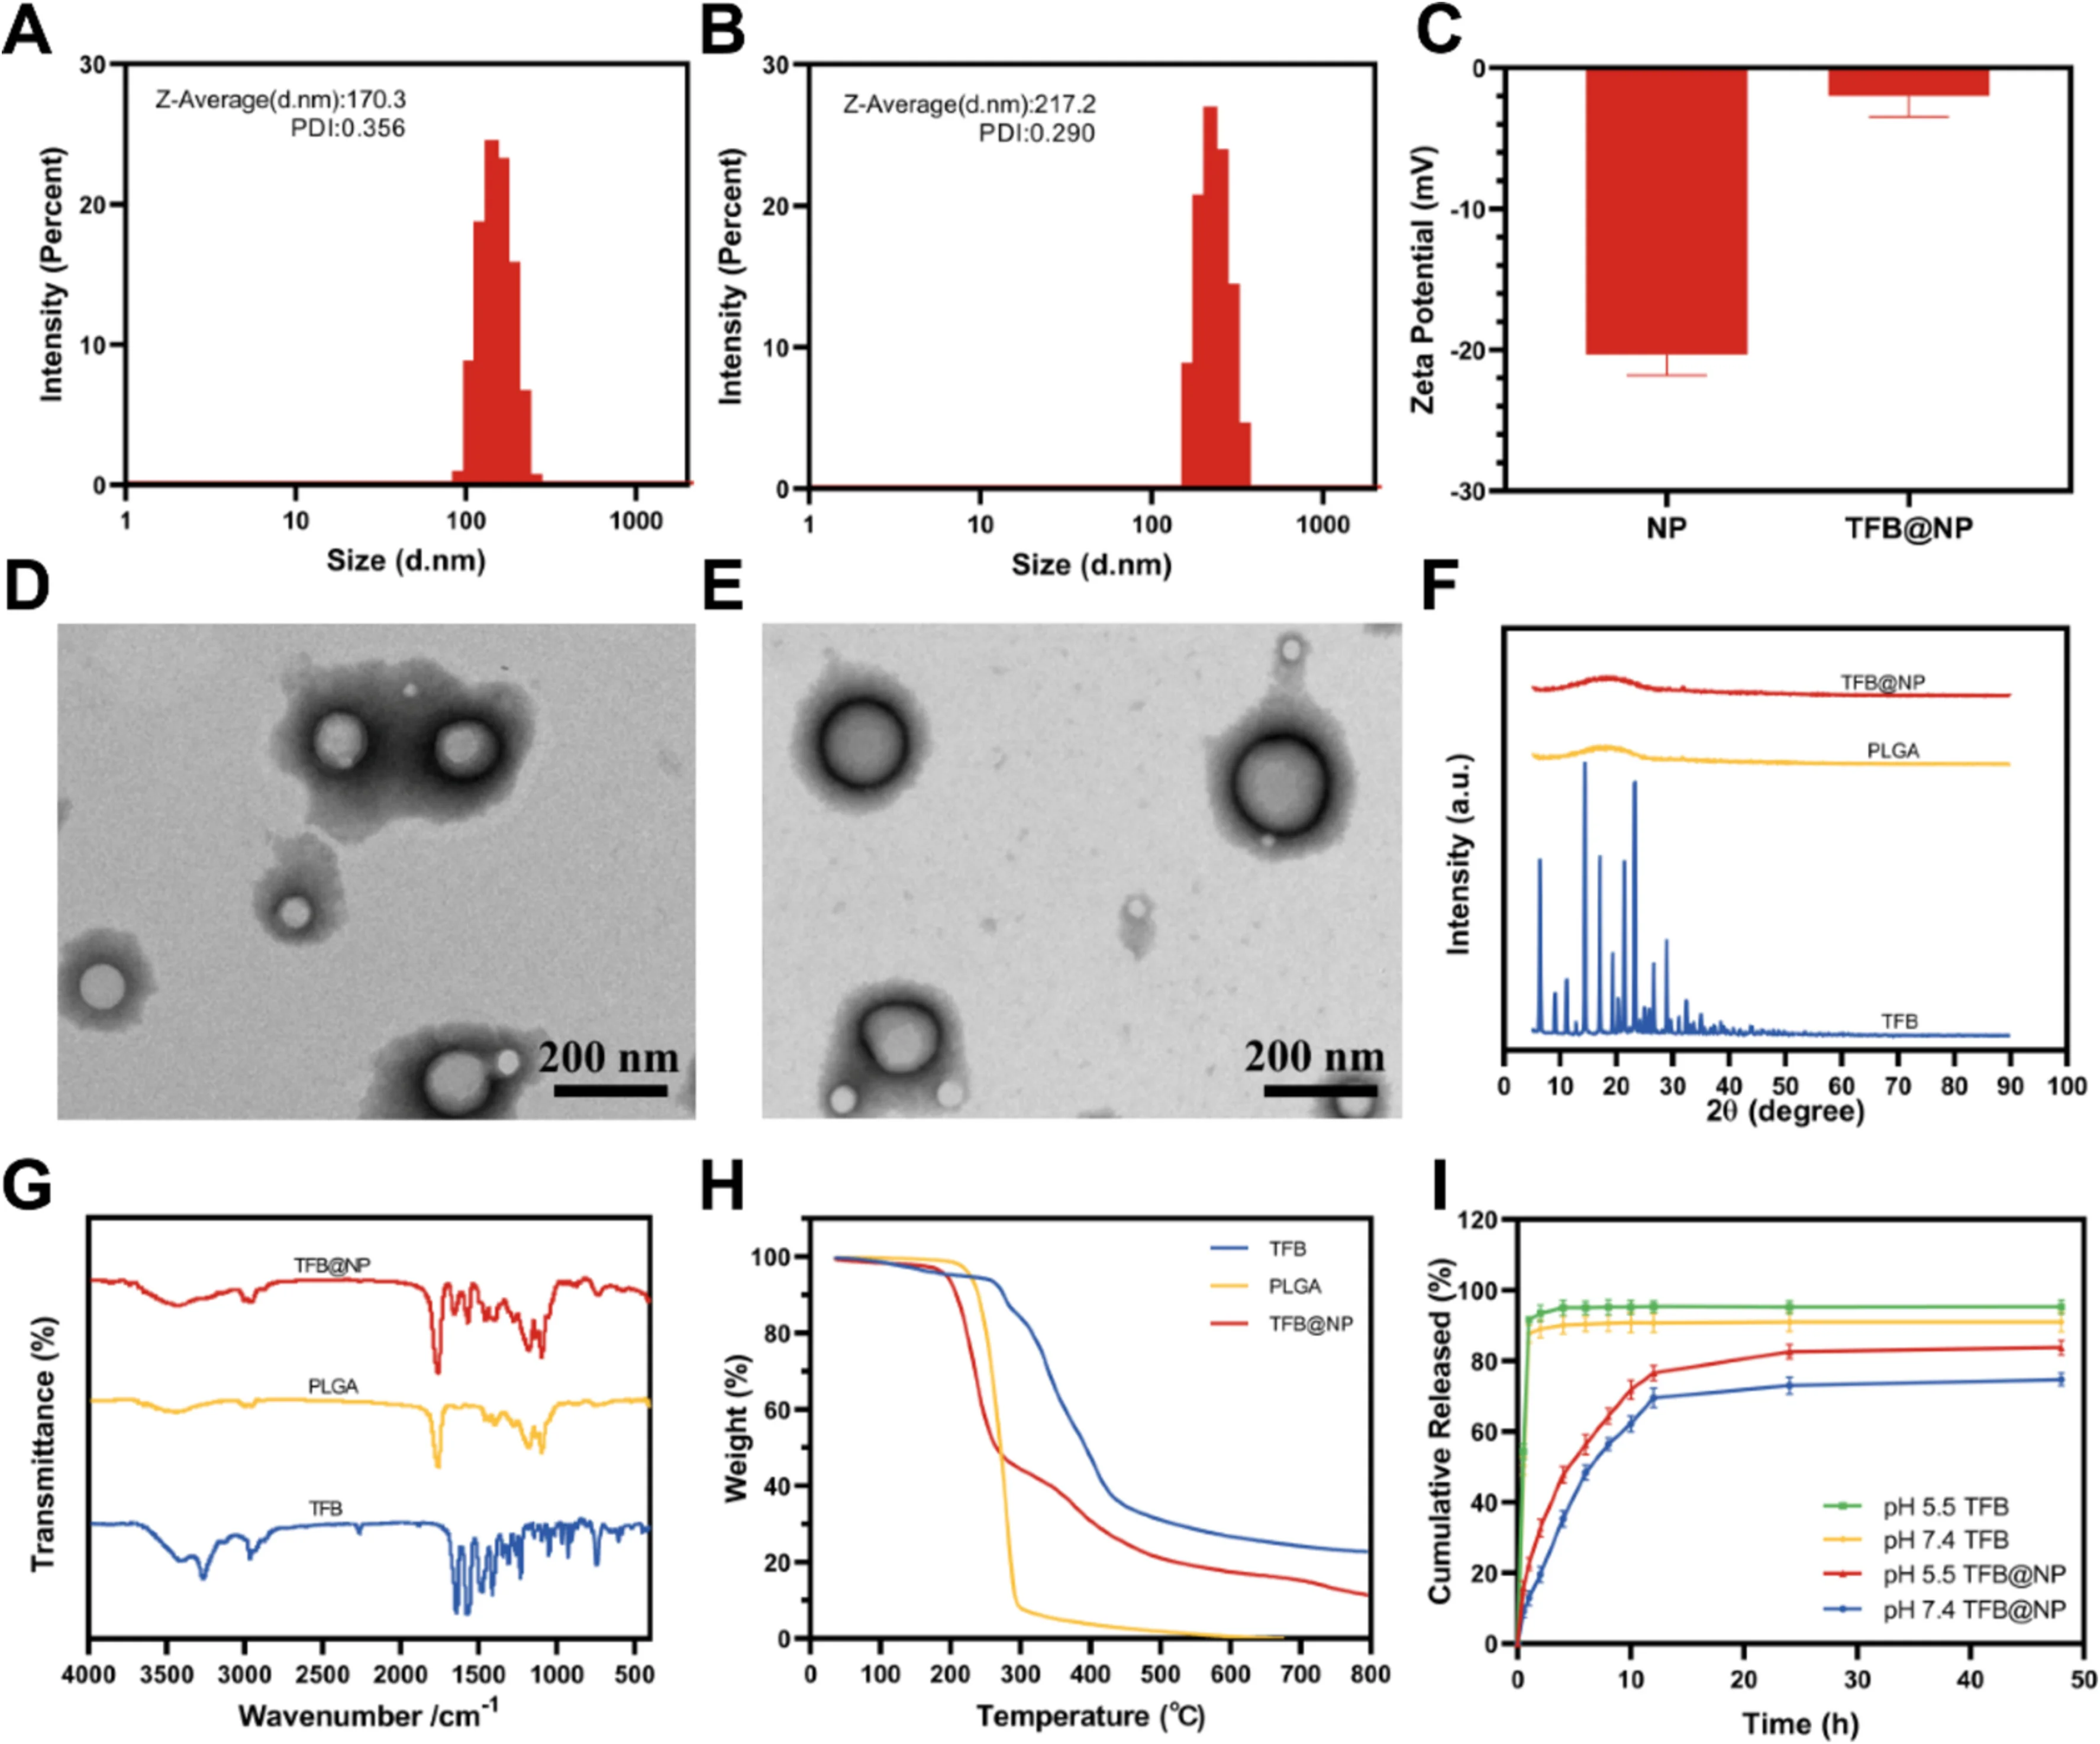 A
30
20
10
0
Z-Average(d.nm):170.3
PDI:0.356
Intensity (Percent)
1 10 100 1000
Size (d.nm)
B
30
20
10
0
Z-Average(d.nm):217.2
PDI:0.290
Intensity (Percent)
1 10 100 1000
Size (d.nm)
C
0
-10
-20
-30
Zeta Potential (mV)
NP TFB@NP
D
200 nm
E
200 nm
F
TFB@NP
PLGA
TFB
Intensity (a.u.)
0 10 20 30 40 50 60 70 80 90 100
2θ (degree)
G
TFB@NP
PLGA
TFB
Transmittance (%)
4000 3500 3000 2500 2000 1500 1000 500
Wavenumber /cm-1
H
100
80
60
40
20
0
Weight (%)
TFB
PLGA
TFB@NP
0 100 200 300 400 500 600 700 800
Temperature (℃)
I
120
100
80
60
40
20
0
Cumulative Released (%)
pH 5.5 TFB
pH 7.4 TFB
pH 5.5 TFB@NP
pH 7.4 TFB@NP
0 10 20 30 40 50
Time (h)